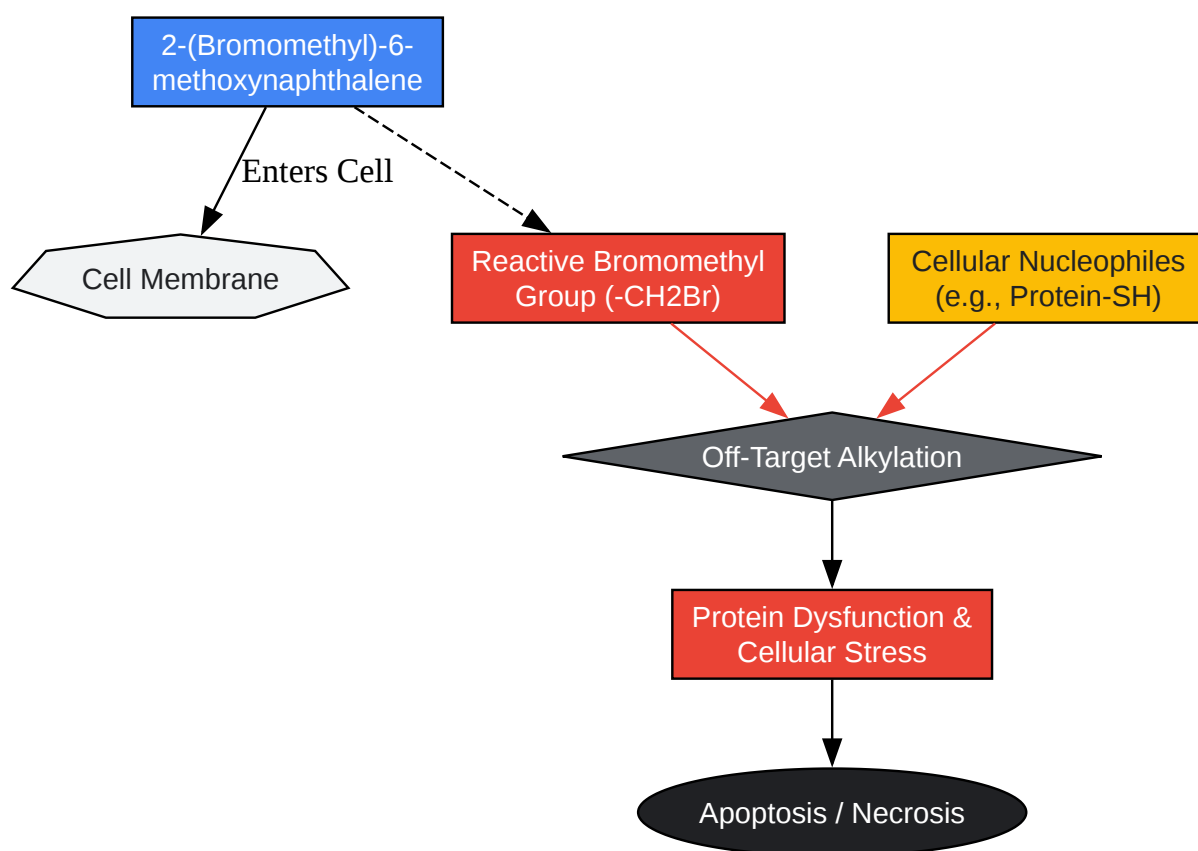 2-(Bromomethyl)-6-
methoxynaphthalene
Enters Cell
Cell Membrane
Reactive Bromomethyl
Group (-CH2Br)
Cellular Nucleophiles
(e.g., Protein-SH)
Off-Target Alkylation
Protein Dysfunction &
Cellular Stress
Apoptosis / Necrosis